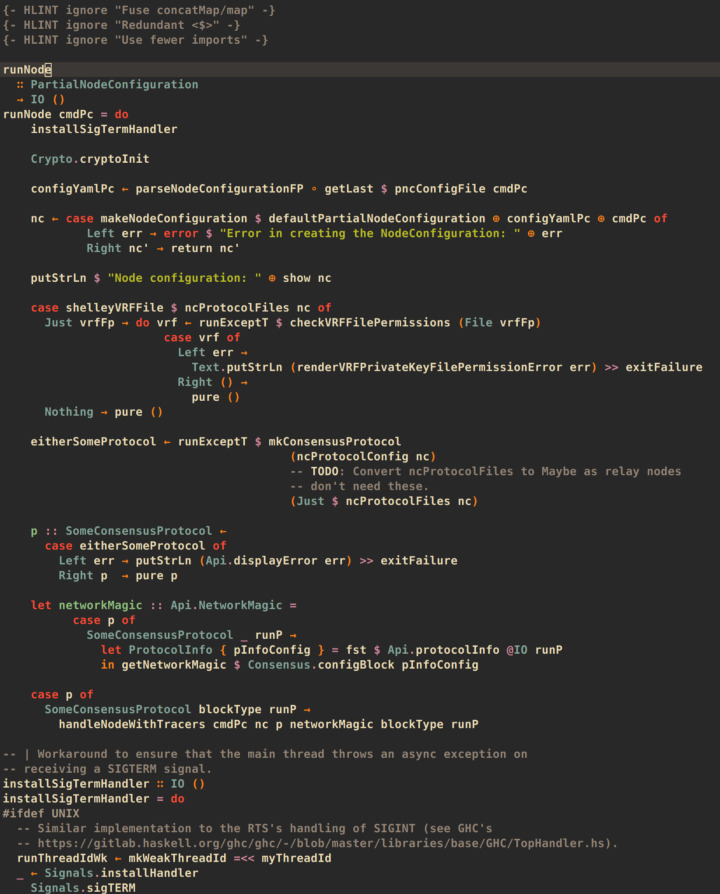 {- HLINT ignore "Fuse concatMap/map" -}
{- HLINT ignore "Redundant <$>" -}
{- HLINT ignore "Use fewer imports" -}

runNode
  ∷ PartialNodeConfiguration
  → IO ()
runNode cmdPc = do
    installSigTermHandler

    Crypto.cryptoInit

    configYamlPc ← parseNodeConfigurationFP ∘ getLast $ pncConfigFile cmdPc

    nc ← case makeNodeConfiguration $ defaultPartialNodeConfiguration ⊕ configYamlPc ⊕ cmdPc of
            Left err → error $ "Error in creating the NodeConfiguration: " ⊕ err
            Right nc' → return nc'

    putStrLn $ "Node configuration: " ⊕ show nc

    case shelleyVRFFile $ ncProtocolFiles nc of
      Just vrfFp → do vrf ← runExceptT $ checkVRFFilePermissions (File vrfFp)
                       case vrf of
                         Left err →
                           Text.putStrLn (renderVRFPrivateKeyFilePermissionError err) >> exitFailure
                         Right () →
                           pure ()
      Nothing → pure ()

    eitherSomeProtocol ← runExceptT $ mkConsensusProtocol
                                         (ncProtocolConfig nc)
                                         -- TODO: Convert ncProtocolFiles to Maybe as relay nodes
                                         -- don't need these.
                                         (Just $ ncProtocolFiles nc)

    p :: SomeConsensusProtocol ←
      case eitherSomeProtocol of
        Left err → putStrLn (Api.displayError err) >> exitFailure
        Right p  → pure p

    let networkMagic :: Api.NetworkMagic =
          case p of
            SomeConsensusProtocol _ runP →
              let ProtocolInfo { pInfoConfig } = fst $ Api.protocolInfo @IO runP
              in getNetworkMagic $ Consensus.configBlock pInfoConfig

    case p of
      SomeConsensusProtocol blockType runP →
        handleNodeWithTracers cmdPc nc p networkMagic blockType runP

-- | Workaround to ensure that the main thread throws an async exception on
-- receiving a SIGTERM signal.
installSigTermHandler ∷ IO ()
installSigTermHandler = do
#ifdef UNIX
  -- Similar implementation to the RTS's handling of SIGINT (see GHC's
  -- https://gitlab.haskell.org/ghc/ghc/-/blob/master/libraries/base/GHC/TopHandler.hs).
  runThreadIdWk ← mkWeakThreadId =<< myThreadId
  _ ← Signals.installHandler
    Signals.sigTERM